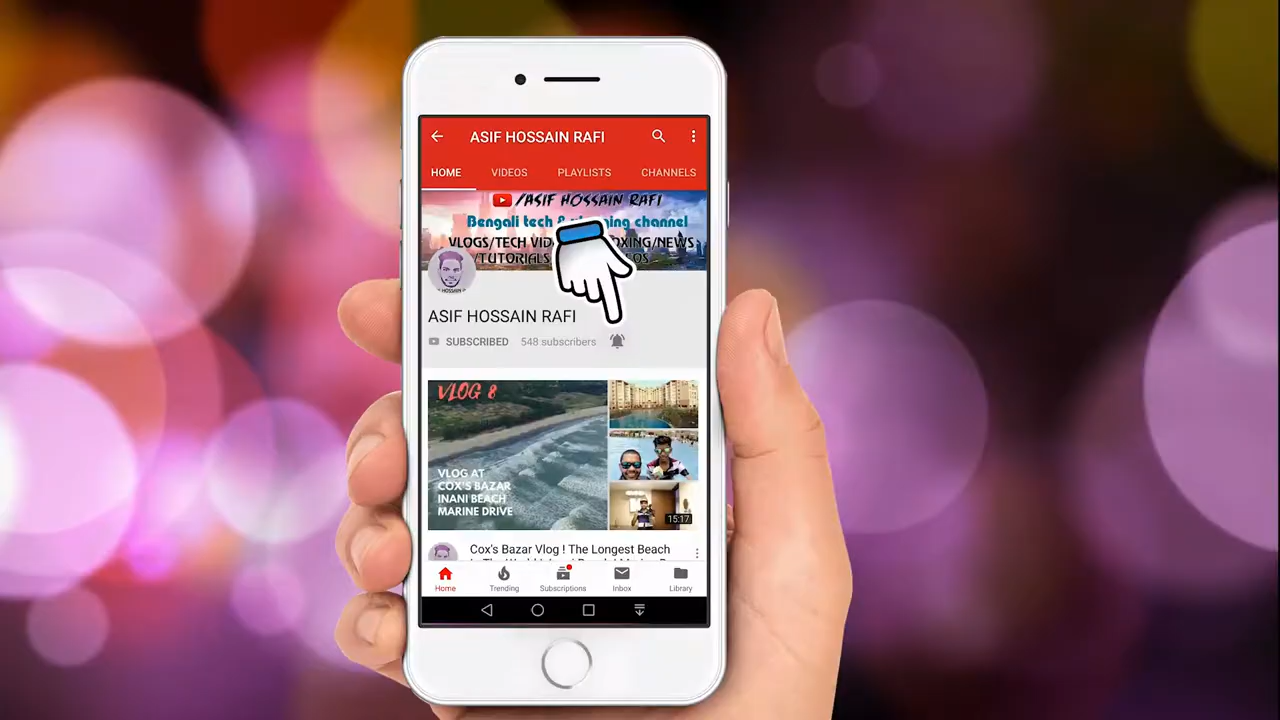 ASIF HOSSAIN RAFI
HOME VIDEOS PLAYLISTS CHANNELS
/ASIF HOSSAIN RAFI
Bengali tech & channel
VLOGS/TECH /NEWS
/TUTORIALS
HOSSAIN
ASIF HOSSAIN RAFI
SUBSCRIBED 548 subscribers
VLOG 8
VLOG AT
COX'S BAZAR
INANI BEACH
MARINE DRIVE
15:17
Cox's Bazar Vlog ! The Longest Beach
Home Trending Subscriptions Inbox Library